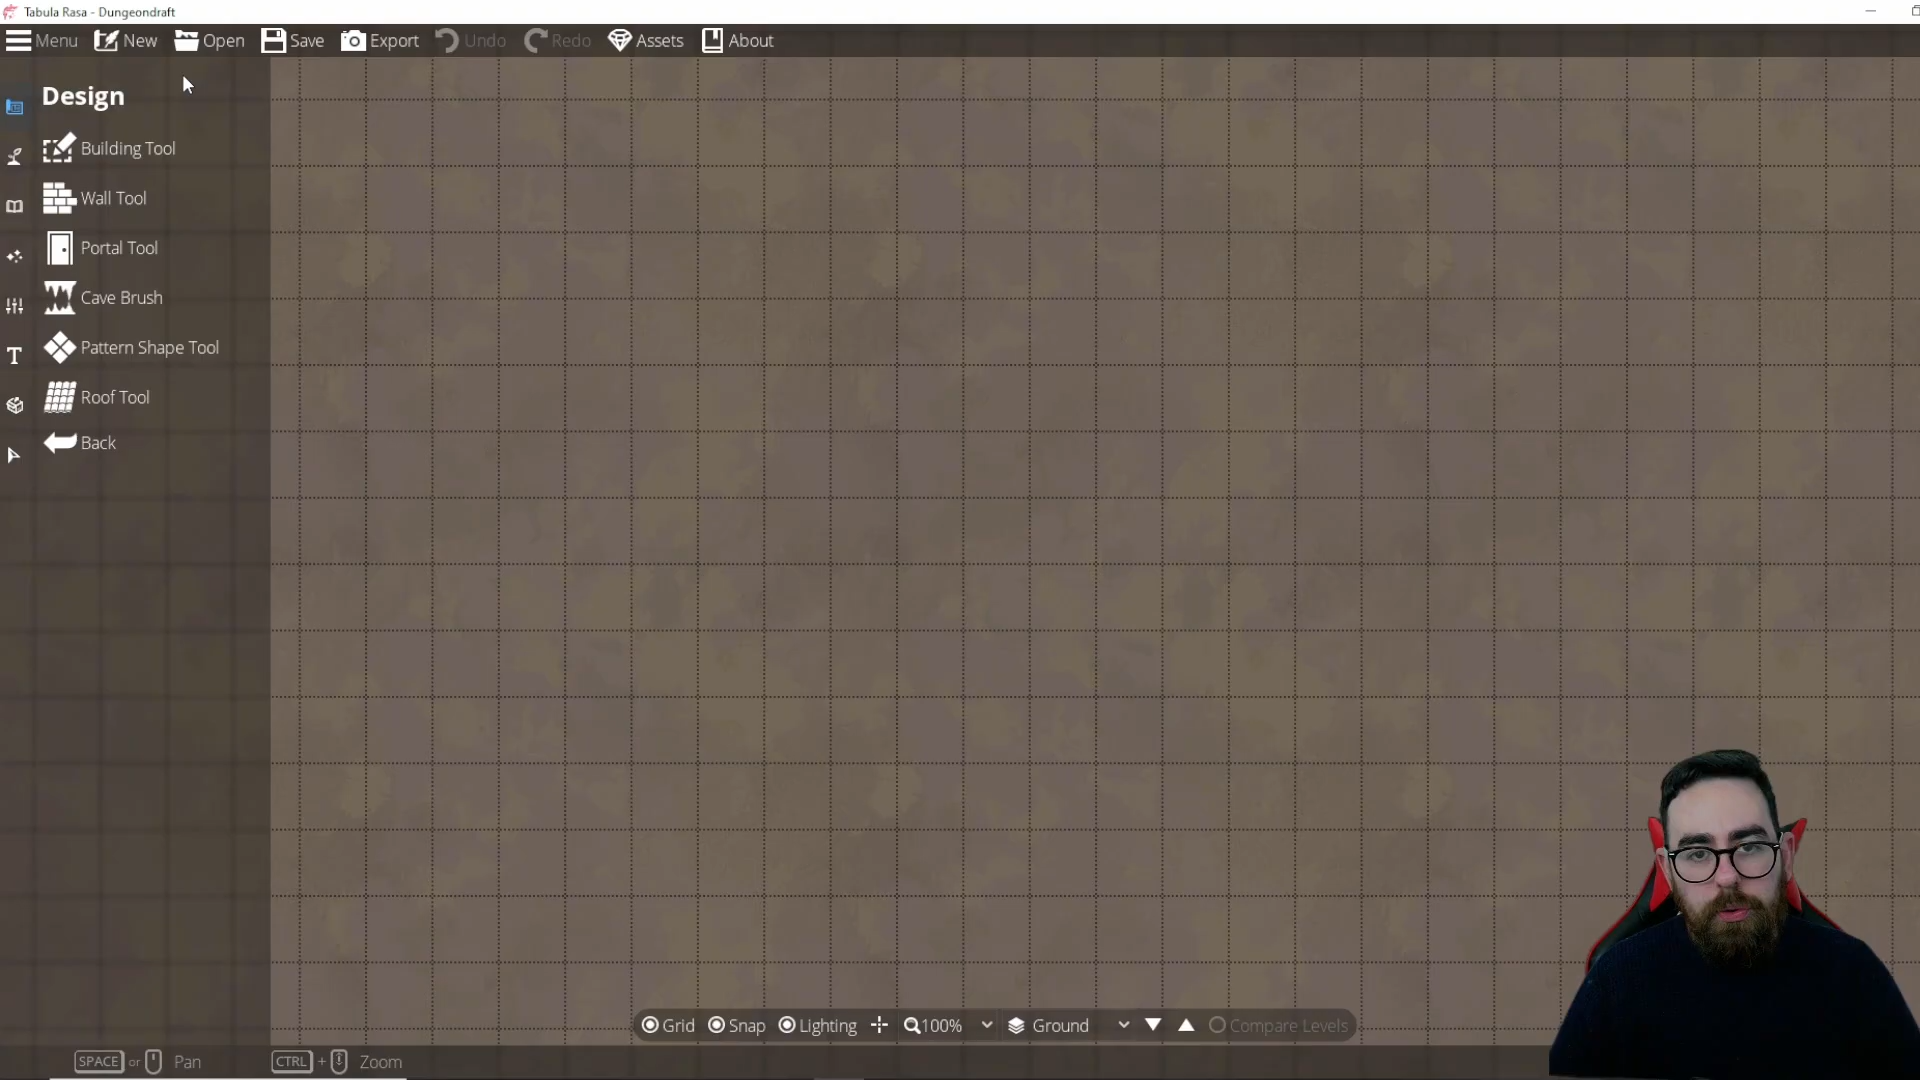 Tabula Rasa - Dungeondraft
Menu New Open Save Export Undo Redo Assets About
Design
Building Tool
Wall Tool
Portal Tool
Cave Brush
Pattern Shape Tool
T
Roof Tool
Back
Grid Snap Lighting 100% Ground Compare Levels
SPACE or Pan CTRL + Zoom